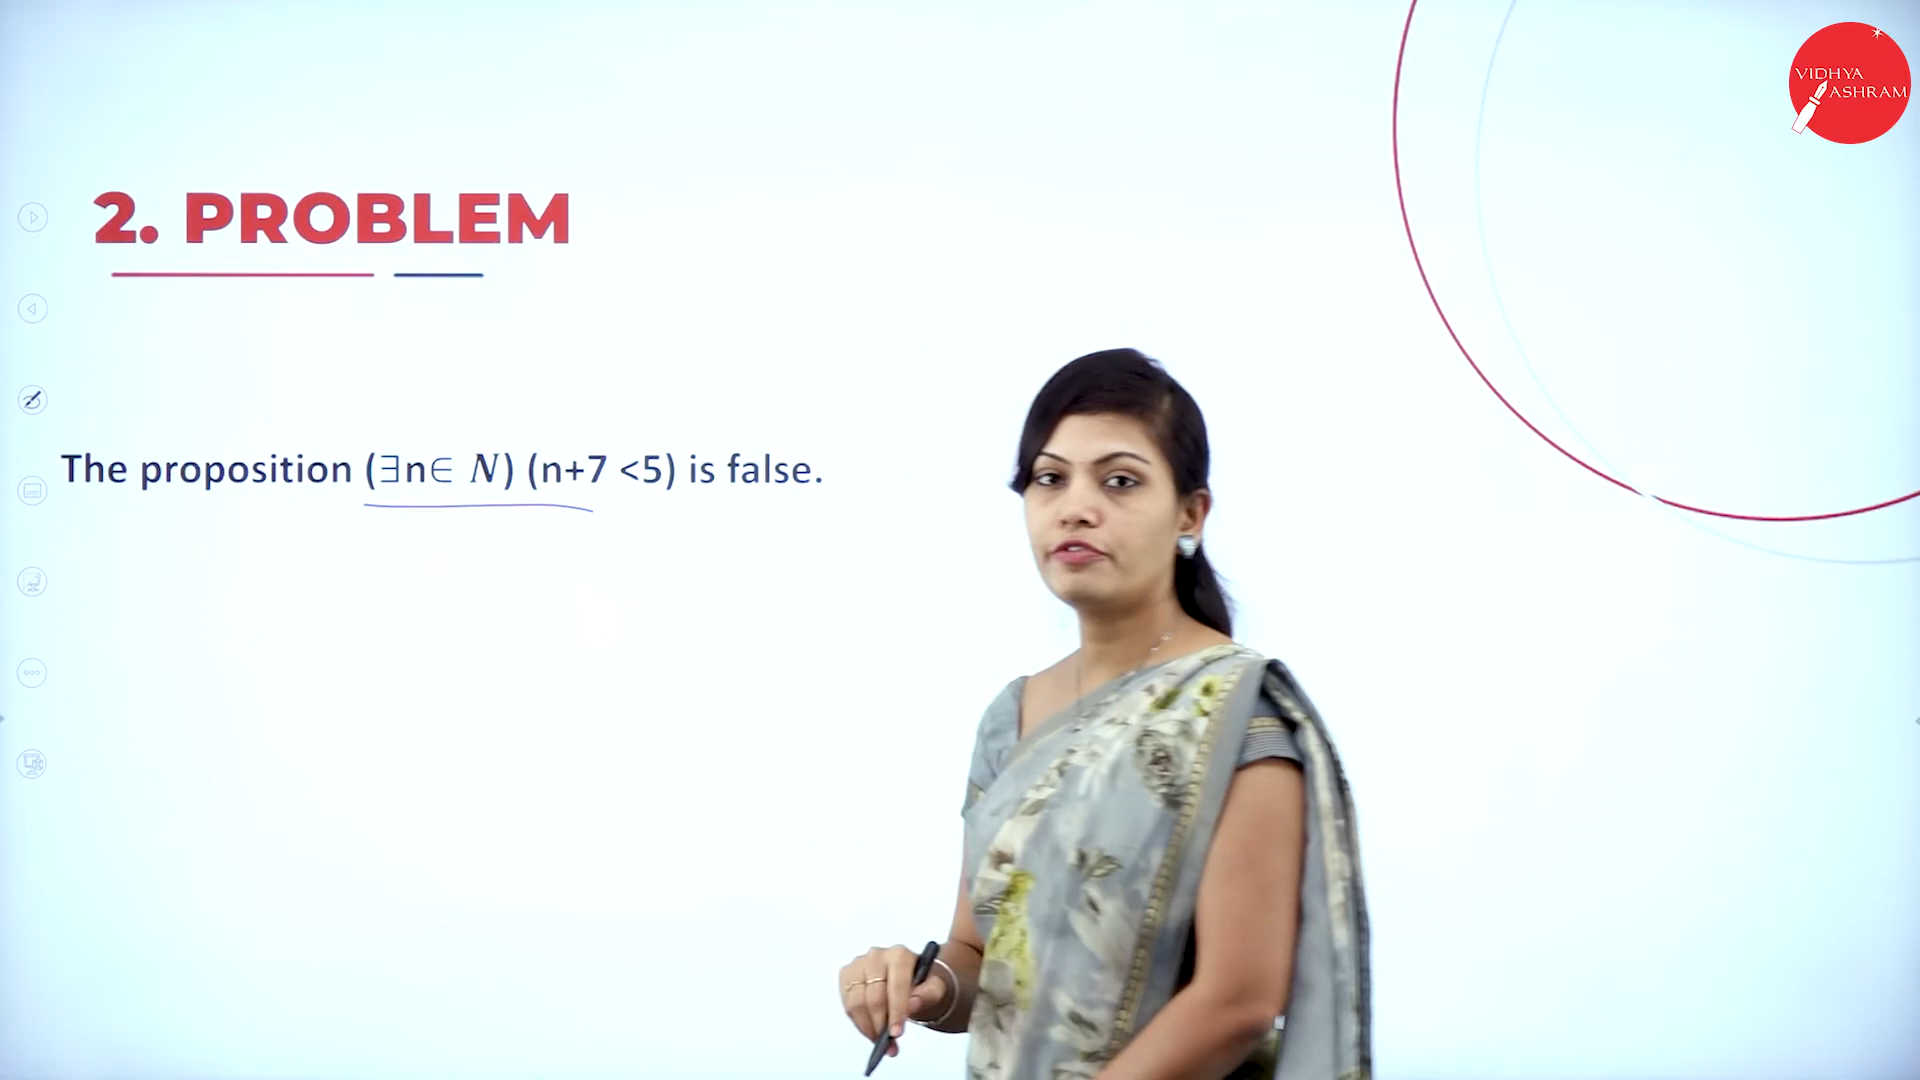 VIDHYA
ASHRAM
2. PROBLEM
The proposition (∃n∈ N) (n+7 <5) is false.